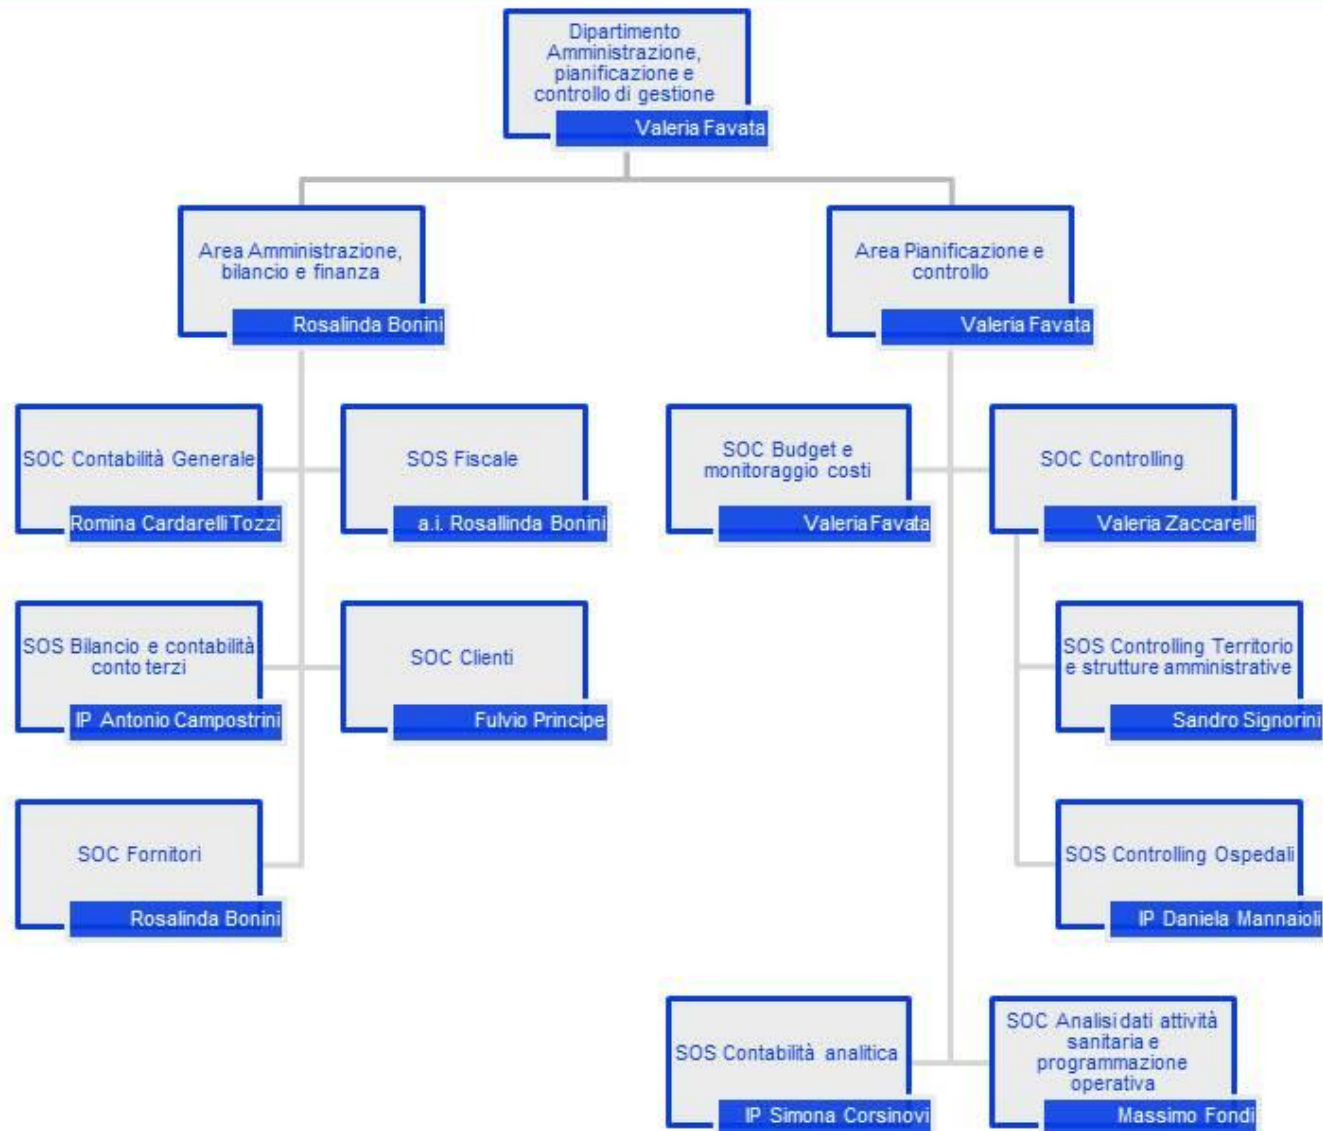 Dipartimento
Amministrazione,
pianificazione e
controllo di gestione
Valeria Favata
Area Amministrazione,
bilancio e finanza
Rosalinda Bonini
Area Pianificazione e
controllo
Valeria Favata
SOC Contabilità Generale
Romina Cardarelli Tozzi
SOS Fiscale
a.i. Rosallinda Bonini
SOC Budget e
monitoraggio costi
Valeria Favata
SOC Controlling
Valeria Zaccarelli
SOS Bilancio e contabilità
conto terzi
IP Antonio Campostrini
SOC Clienti
Fulvio Principe
SOS Controlling Territorio
e strutture amministrative
Sandro Signorini
SOC Fornitori
Rosalinda Bonini
SOS Controlling Ospedali
IP Daniela Mannaioli
SOS Contabilità analitica
IP Simona Corsinovi
SOC Analisi dati attività
sanitaria e
programmazione
operativa
Massimo Fondi